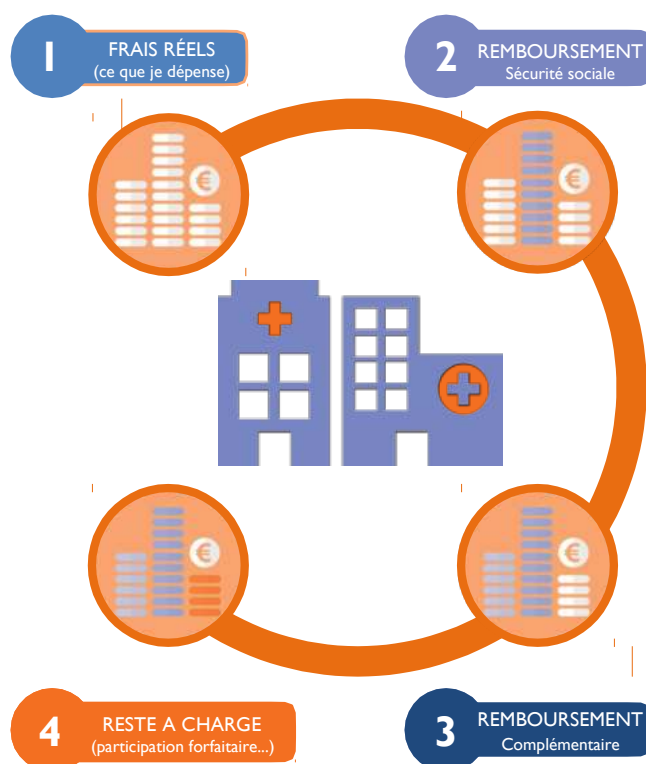 1
FRAIS RÉELS
(ce que je dépense)
2
REMBOURSEMENT
Sécurité sociale
€
€
€
€
4
RESTE A CHARGE
(participation forfaitaire...)
3
REMBOURSEMENT
Complémentaire